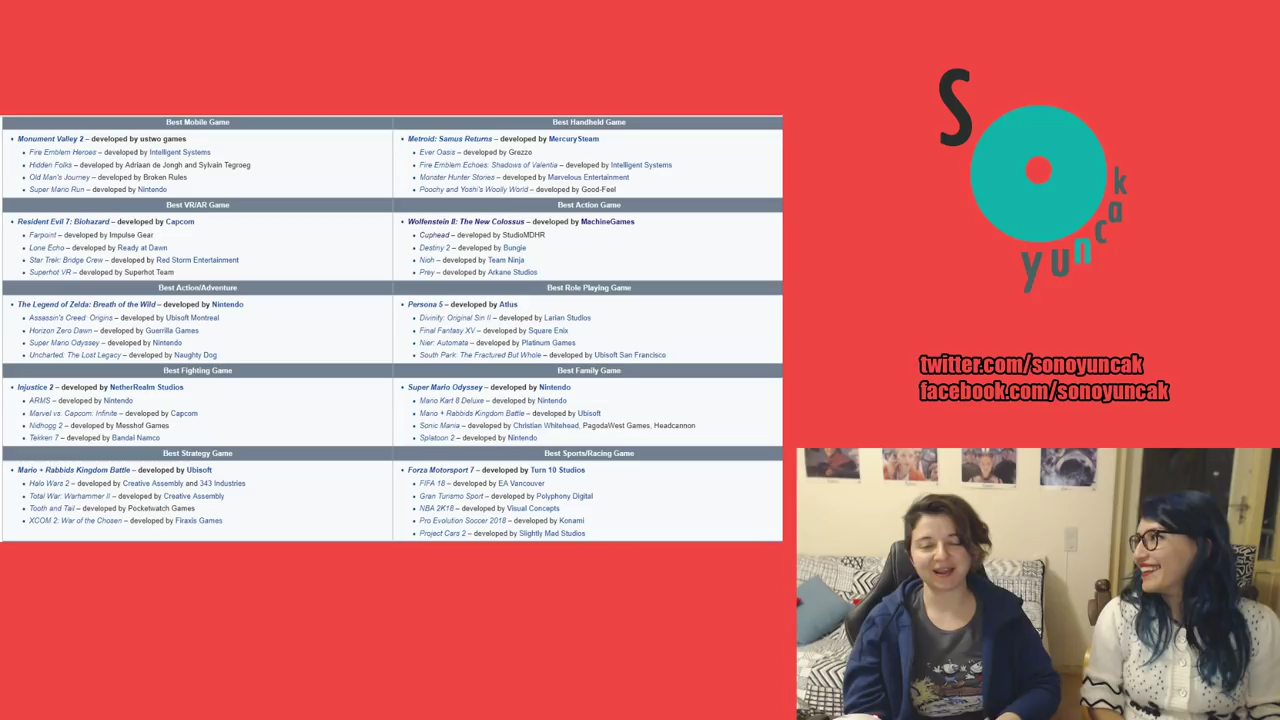 Best Mobile Game
Monument Valley 2 – developed by ustwo games
Fire Emblem Heroes – developed by Intelligent Systems
Hidden Folks – developed by Adriaan de Jongh and Sylvain Tegroeg
Old Man's Journey – developed by Broken Rules
Super Mario Run – developed by Nintendo
Best Handheld Game
Metroid: Samus Returns – developed by MercurySteam
Ever Oasis – developed by Grezzo
Fire Emblem Echoes: Shadows of Valentia – developed by Intelligent Systems
Monster Hunter Stories – developed by Marvelous Entertainment
Poochy and Yoshi's Woolly World – developed by Good-Feel
Best VR/AR Game
Resident Evil 7: Biohazard – developed by Capcom
Farpoint – developed by Impulse Gear
Lone Echo – developed by Ready at Dawn
Star Trek: Bridge Crew – developed by Red Storm Entertainment
Superhot VR – developed by Superhot Team
Best Action Game
Wolfenstein II: The New Colossus – developed by MachineGames
Cuphead – developed by StudioMDHR
Destiny 2 – developed by Bungie
Nioh – developed by Team Ninja
Prey – developed by Arkane Studios
Best Action/Adventure
The Legend of Zelda: Breath of the Wild – developed by Nintendo
Assassin's Creed: Origins – developed by Ubisoft Montreal
Horizon Zero Dawn – developed by Guerrilla Games
Super Mario Odyssey – developed by Nintendo
Uncharted: The Lost Legacy – developed by Naughty Dog
Best Role Playing Game
Persona 5 – developed by Atlus
Divinity: Original Sin II – developed by Larian Studios
Final Fantasy XV – developed by Square Enix
Nier: Automata – developed by Platinum Games
South Park: The Fractured But Whole – developed by Ubisoft San Francisco
Best Fighting Game
Injustice 2 – developed by NetherRealm Studios
ARMS – developed by Nintendo
Marvel vs. Capcom: Infinite – developed by Capcom
Nidhogg 2 – developed by Messhof Games
Tekken 7 – developed by Bandai Namco
Best Family Game
Super Mario Odyssey – developed by Nintendo
Mario Kart 8 Deluxe – developed by Nintendo
Mario + Rabbids Kingdom Battle – developed by Ubisoft
Sonic Mania – developed by Christian Whitehead, PagodaWest Games, Headcannon
Splatoon 2 – developed by Nintendo
Best Strategy Game
Mario + Rabbids Kingdom Battle – developed by Ubisoft
Halo Wars 2 – developed by Creative Assembly and 343 Industries
Total War: Warhammer II – developed by Creative Assembly
Tooth and Tail – developed by Pocketwatch Games
XCOM 2: War of the Chosen – developed by Firaxis Games
Best Sports/Racing Game
Forza Motorsport 7 – developed by Turn 10 Studios
FIFA 18 – developed by EA Vancouver
Gran Turismo Sport – developed by Polyphony Digital
NBA 2K18 – developed by Visual Concepts
Pro Evolution Soccer 2018 – developed by Konami
Project Cars 2 – developed by Slightly Mad Studios
S
yuncak
twitter.com/sonoyuncak
facebook.com/sonoyuncak